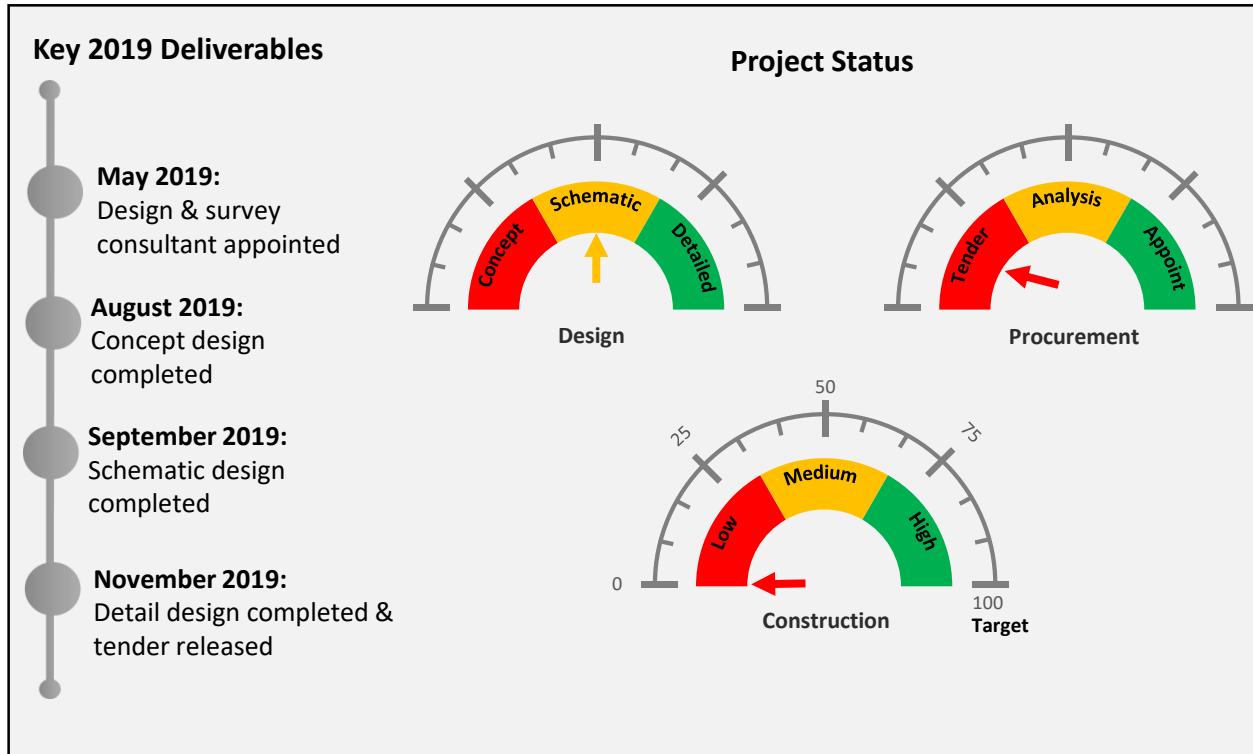 Key 2019 Deliverables
May 2019:
Design & survey
consultant appointed
August 2019:
Concept design
completed
September 2019:
Schematic design
completed
November 2019:
Detail design completed &
tender released
Project Status
Concept
Schematic
Detailed
Design
Tender
Analysis
Appoint
Procurement
0
25
50
75
100
Target
Low
Medium
High
Construction